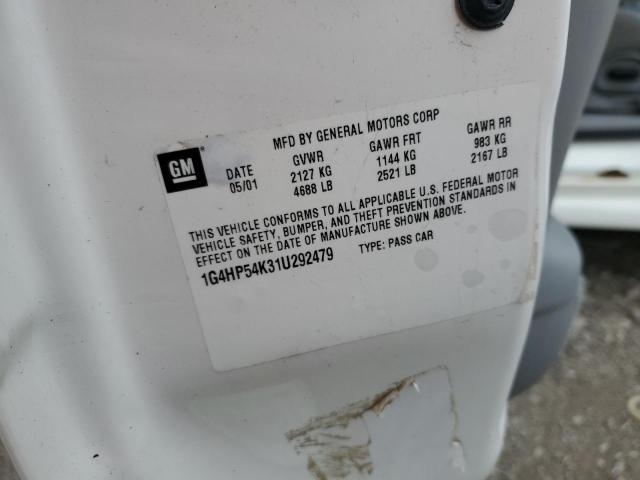 MFD BY GENERAL MOTORS CORP
GM DATE GVWR GAWR FRT GAWR RR
05/01 2127 KG 1144 KG 983 KG
4688 LB 2521 LB 2167 LB
THIS VEHICLE CONFORMS TO ALL APPLICABLE U.S. FEDERAL MOTOR
VEHICLE SAFETY, BUMPER, AND THEFT PREVENTION STANDARDS IN
EFFECT ON THE DATE OF MANUFACTURE SHOWN ABOVE.
1G4HP54K31U292479 TYPE: PASS CAR